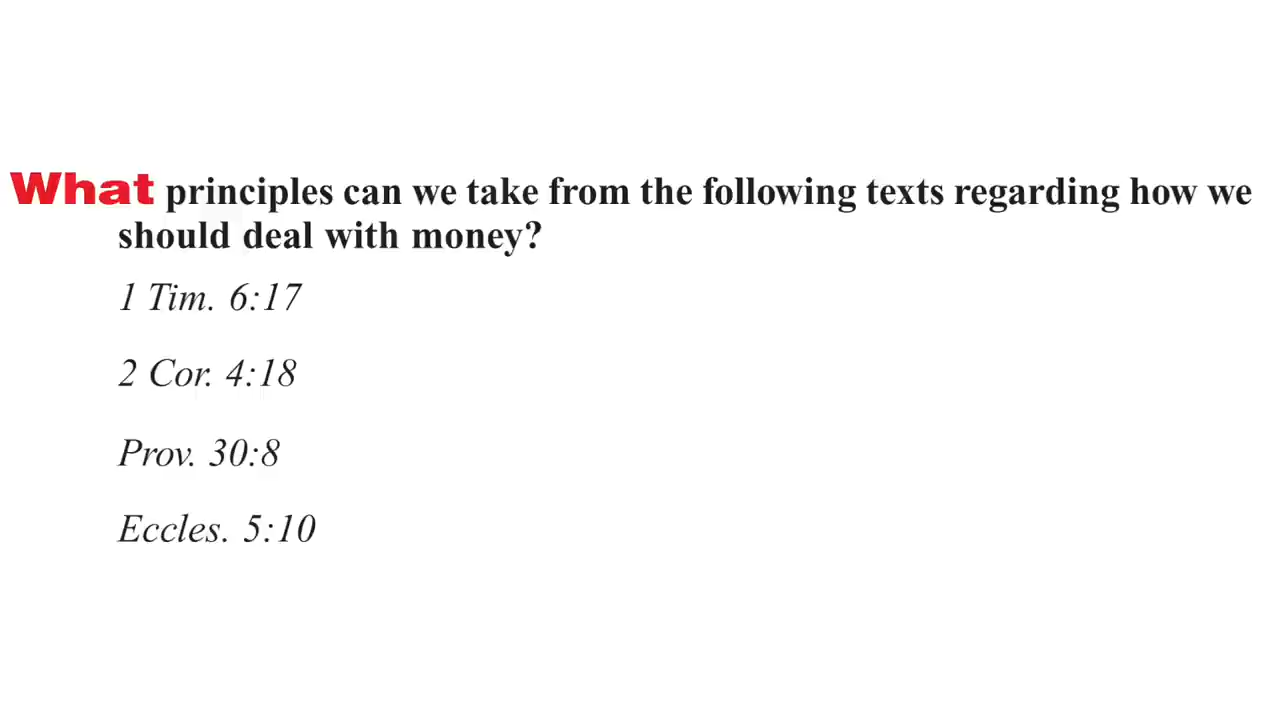 What principles can we take from the following texts regarding how we
should deal with money?
1 Tim. 6:17
2 Cor. 4:18
Prov. 30:8
Eccles. 5:10